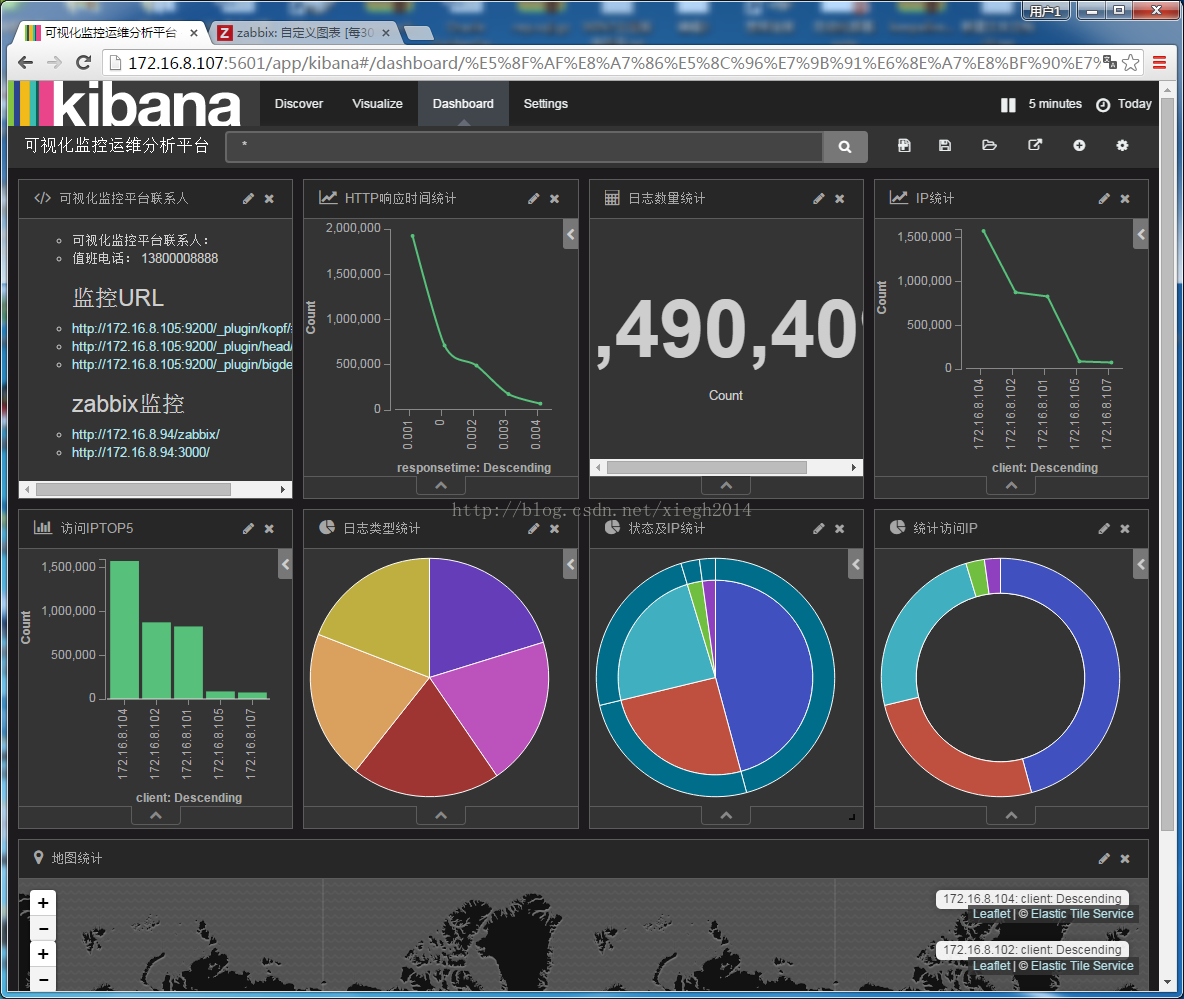 用户1
可视化监控运维分析平台
zabbix: 自定义图表 [每30
172.16.8.107:5601/app/kibana#/dashboard/%E5%8F%AF%E8%A7%86%E5%8C%96%E7%9B%91%E6%8E%A7%E8%BF%90%E7%
kibana
Discover Visualize Dashboard Settings
5 minutes Today
可视化监控运维分析平台
*
可视化监控平台联系人
可视化监控平台联系人：
值班电话： 13800008888
监控URL
http://172.16.8.105:9200/_plugin/kopf/
http://172.16.8.105:9200/_plugin/head/
http://172.16.8.105:9200/_plugin/bigde
zabbix监控
http://172.16.8.94/zabbix/
http://172.16.8.94:3000/
HTTP响应时间统计
2,000,000
1,500,000
1,000,000
500,000
0
Count
0.001
0
0.002
0.003
0.004
responsetime: Descending
日志数量统计
,490,40
Count
IP统计
1,500,000
1,000,000
500,000
0
Count
172.16.8.104
172.16.8.102
172.16.8.101
172.16.8.105
172.16.8.107
client: Descending
http://blog.csdn.net/xiegh2014
访问IPTOP5
1,500,000
1,000,000
500,000
0
Count
172.16.8.104
172.16.8.102
172.16.8.101
172.16.8.105
172.16.8.107
client: Descending
日志类型统计
状态及IP统计
统计访问IP
地图统计
+
−
+
−
172.16.8.104: client: Descending
Leaflet | © Elastic Tile Service
172.16.8.102: client: Descending
Leaflet | © Elastic Tile Service